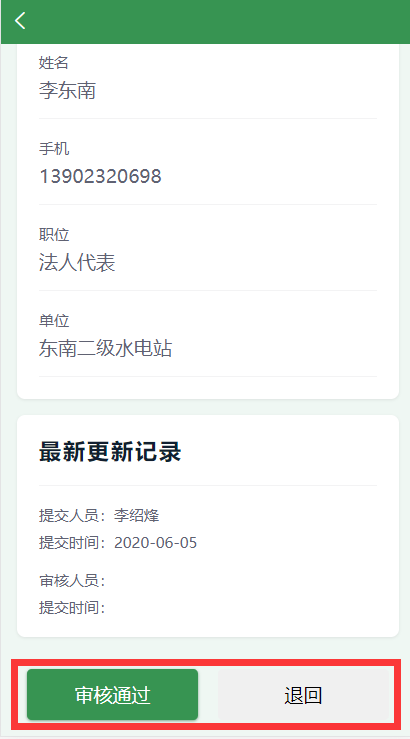 姓名
李东南
手机
13902320698
职位
法人代表
单位
东南二级水电站
最新更新记录
提交人员：李绍烽
提交时间：2020-06-05
审核人员：
提交时间：
审核通过
退回